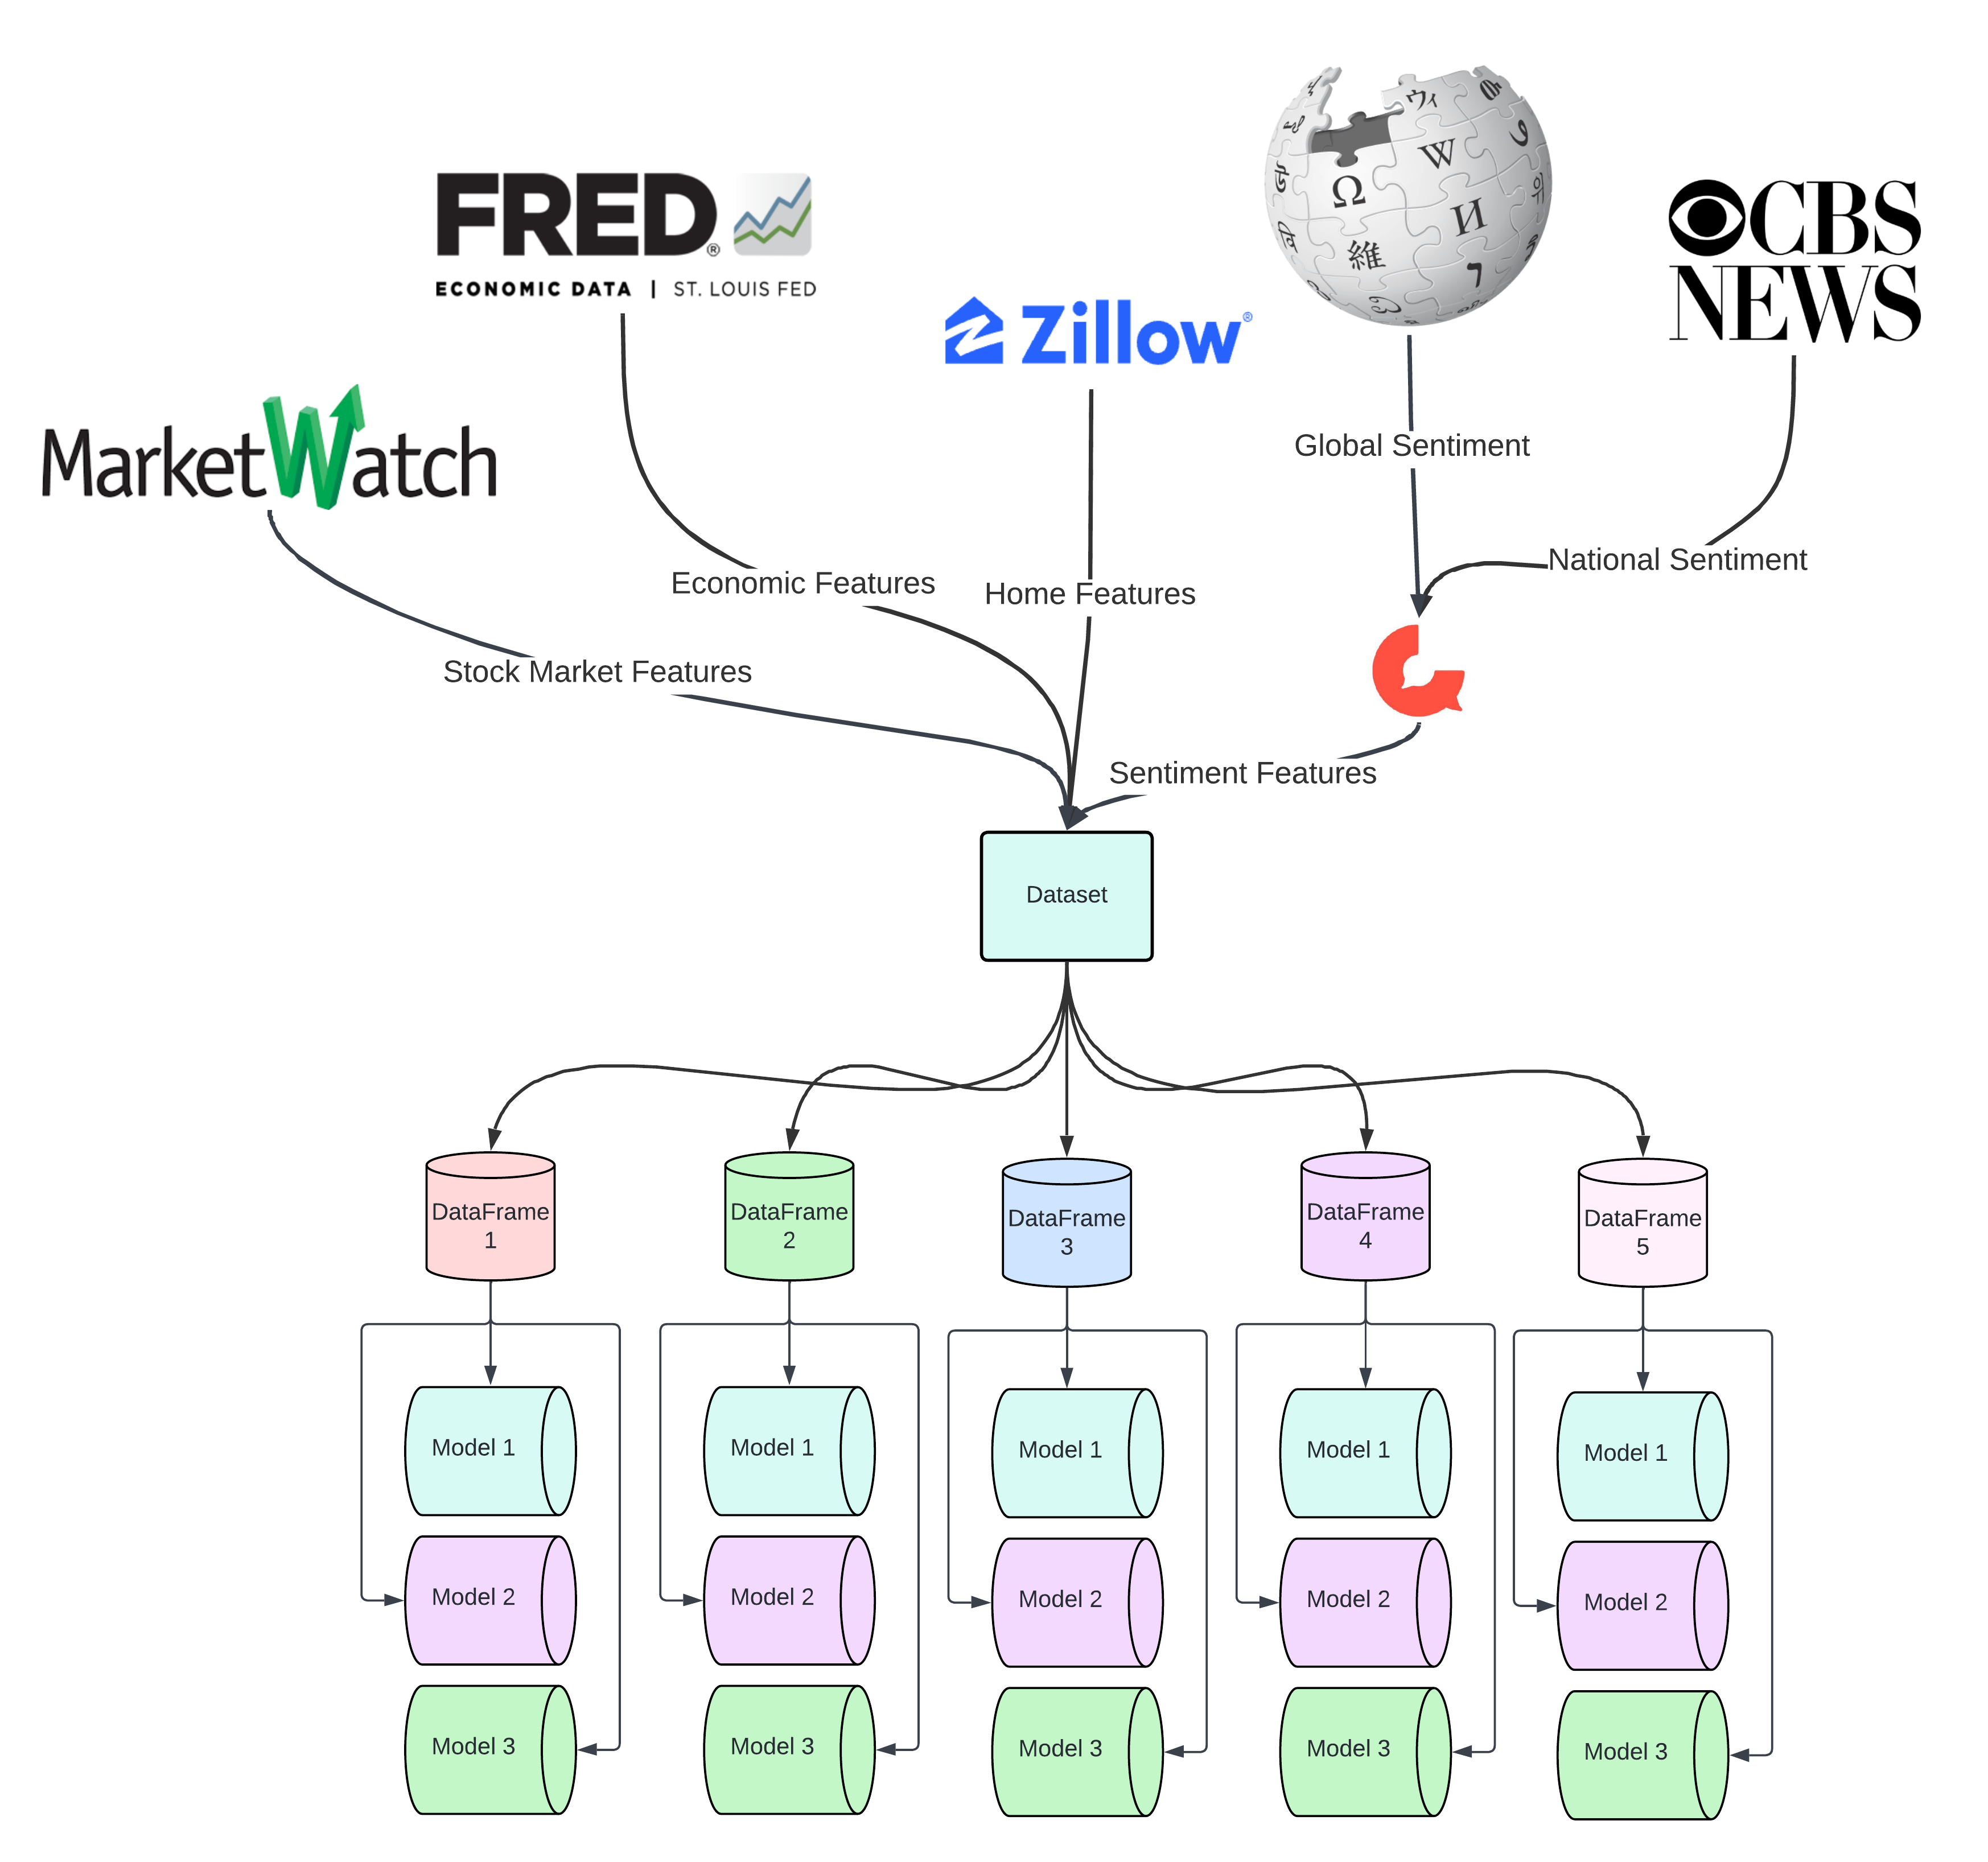 FRED®
ECONOMIC DATA | ST. LOUIS FED
Zillow®
ウィ
W
Ω
И
維
CBS
NEWS
MarketWatch
Global Sentiment
National Sentiment
Economic Features
Home Features
Stock Market Features
Sentiment Features
Dataset
DataFrame
1
DataFrame
2
DataFrame
3
DataFrame
4
DataFrame
5
Model 1
Model 1
Model 1
Model 1
Model 1
Model 2
Model 2
Model 2
Model 2
Model 2
Model 3
Model 3
Model 3
Model 3
Model 3